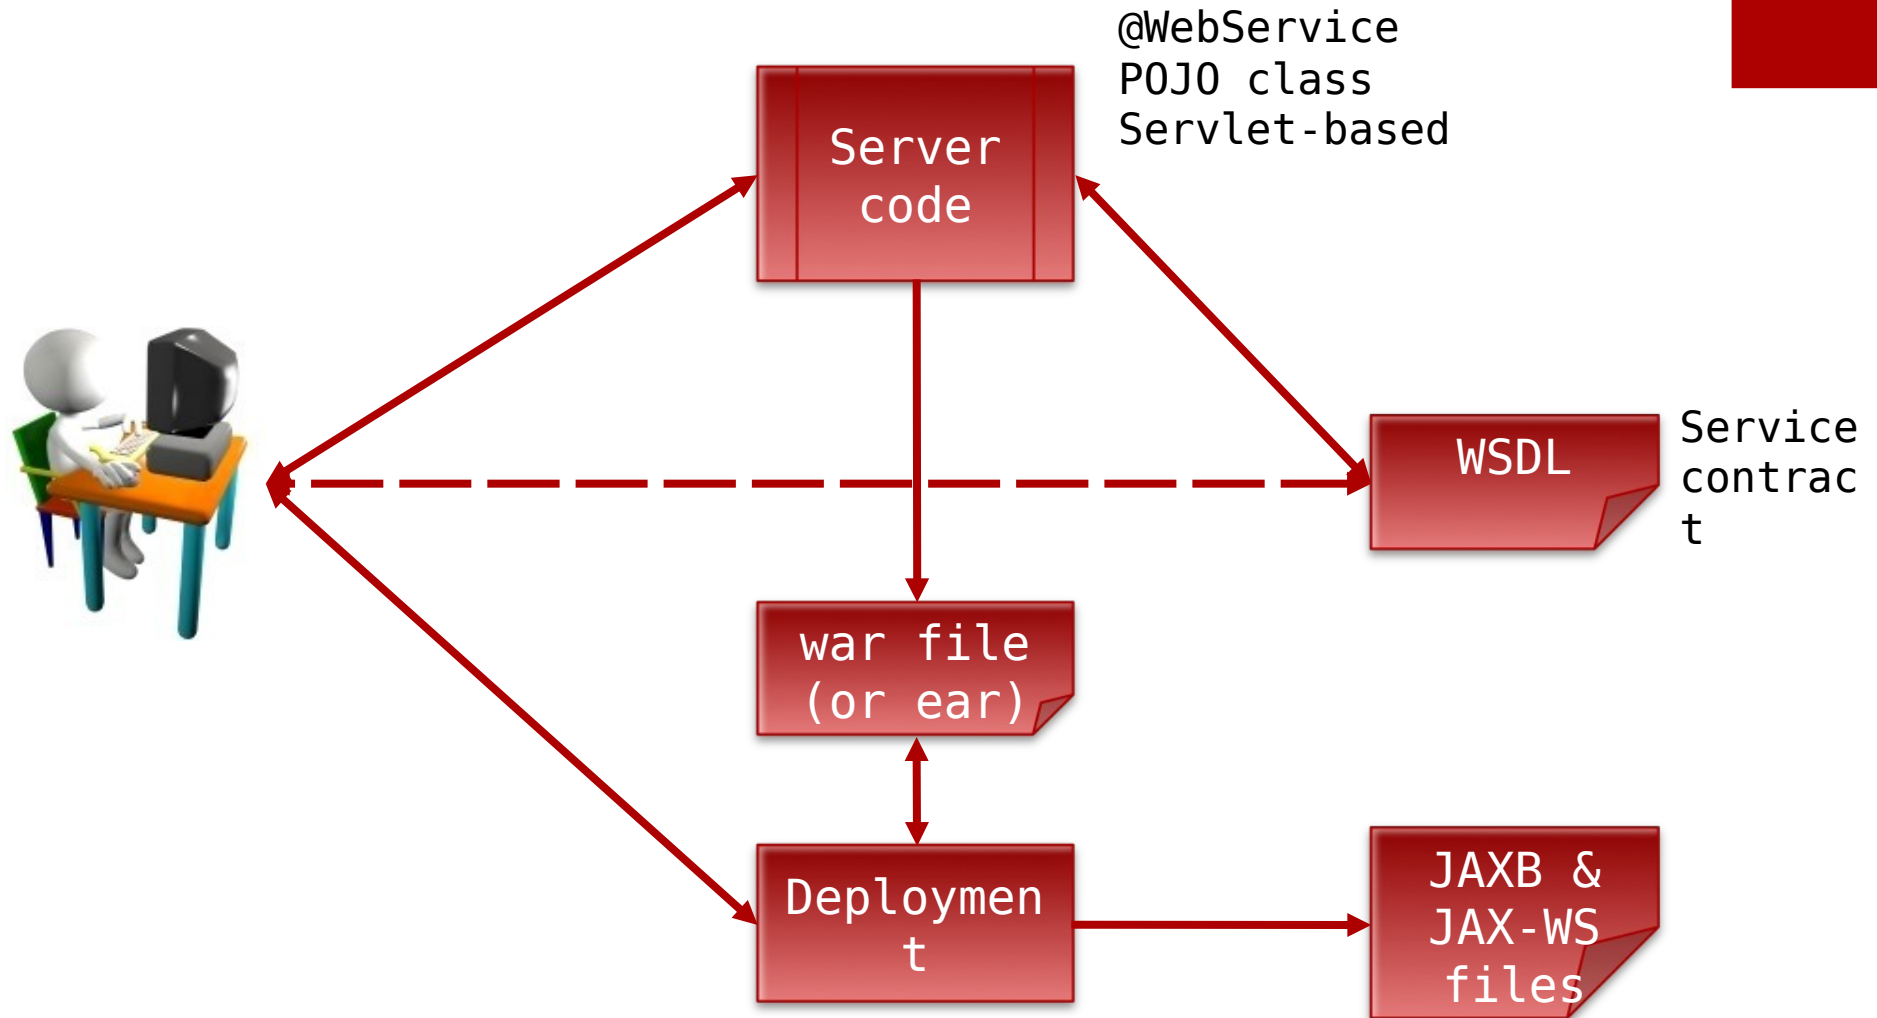 @WebService
POJO class
Servlet-based
Server
code
WSDL
Service
contrac
t
war file
(or ear)
Deploymen
t
JAXB &
JAX-WS
files